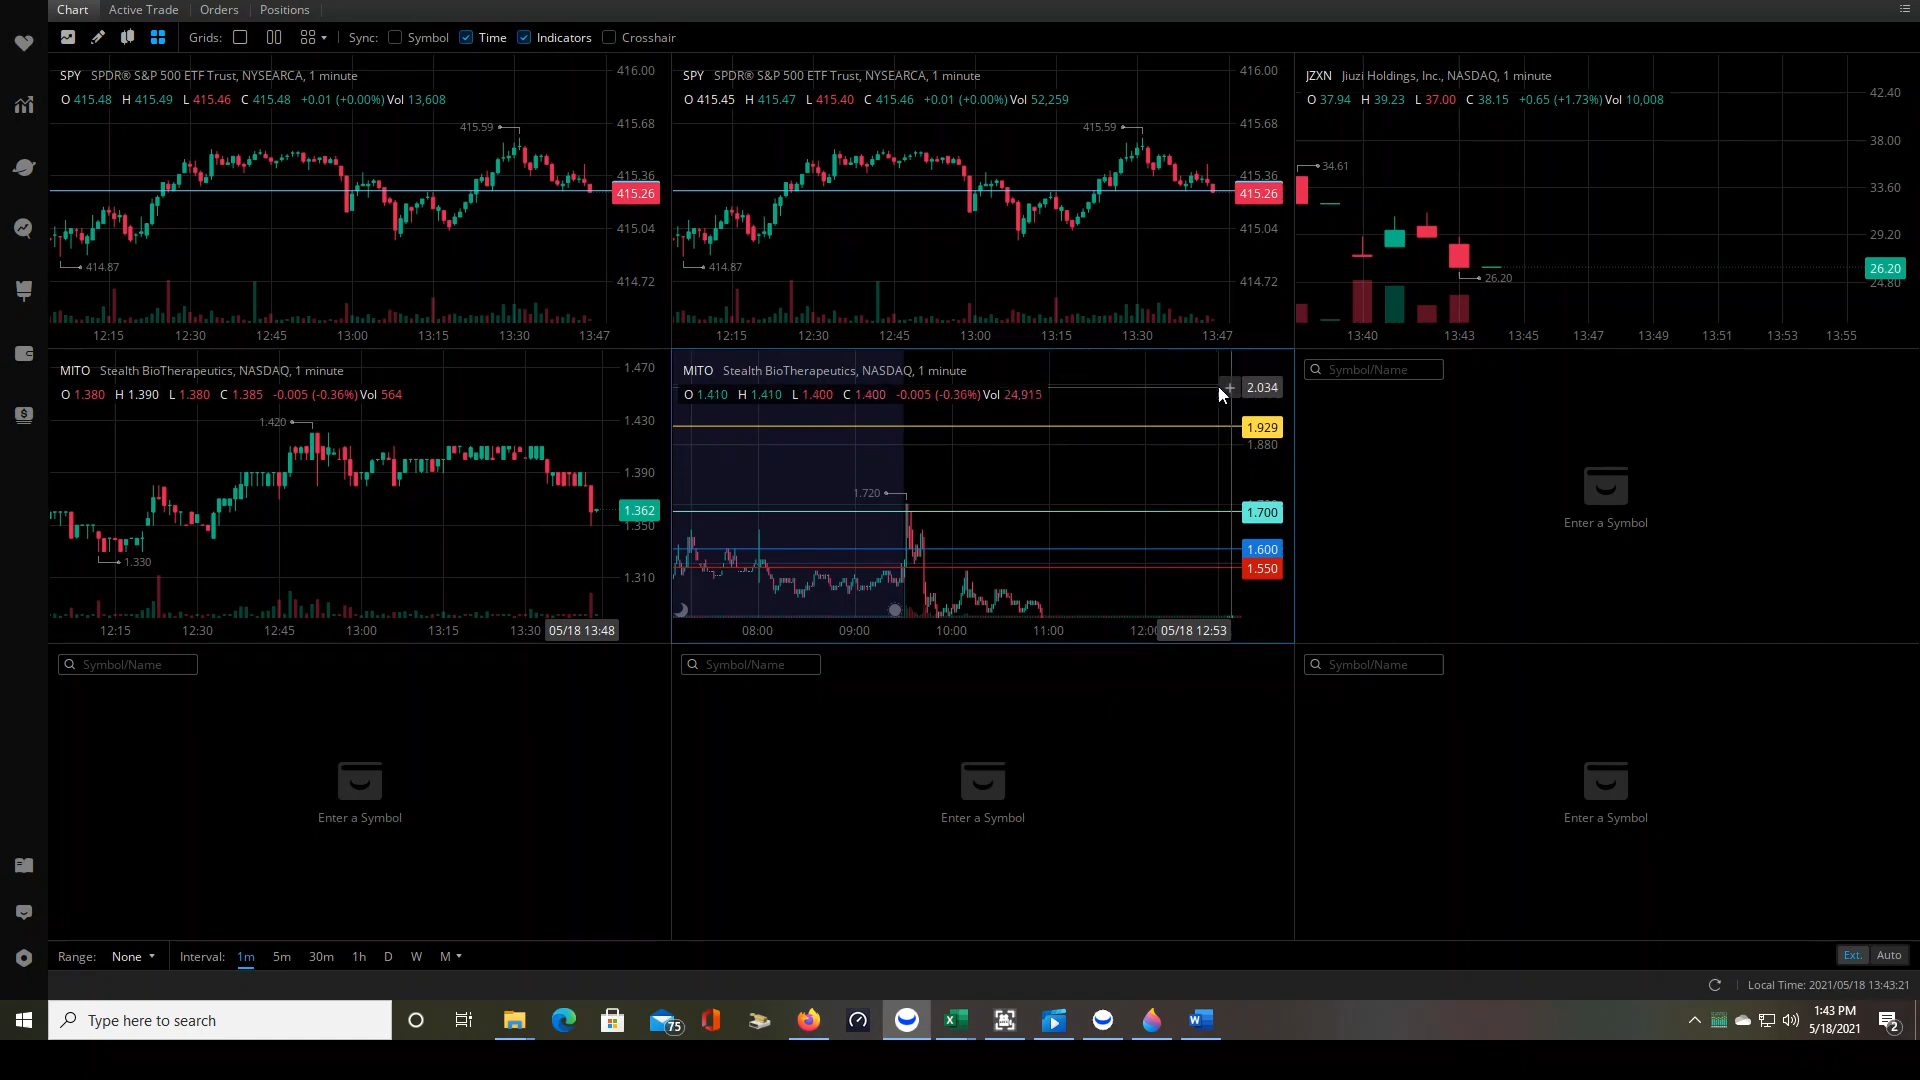 Chart Active Trade Orders Positions
Grids: Sync: Symbol Time Indicators Crosshair
SPY SPDR® S&P 500 ETF Trust, NYSEARCA, 1 minute
O 415.48 H 415.49 L 415.46 C 415.48 +0.01 (+0.00%) Vol 13,608
416.00
415.68
415.59
415.36
415.26
415.04
414.87
414.72
12:15 12:30 12:45 13:00 13:15 13:30 13:47
SPY SPDR® S&P 500 ETF Trust, NYSEARCA, 1 minute
O 415.45 H 415.47 L 415.40 C 415.46 +0.01 (+0.00%) Vol 52,259
416.00
415.68
415.59
415.36
415.26
415.04
414.87
414.72
12:15 12:30 12:45 13:00 13:15 13:30 13:47
JZXN Jiuzi Holdings, Inc., NASDAQ, 1 minute
O 37.94 H 39.23 L 37.00 C 38.15 +0.65 (+1.73%) Vol 10,008
42.40
38.00
34.61
33.60
29.20
26.20
26.20
24.80
13:40 13:43 13:45 13:47 13:49 13:51 13:53 13:55
MITO Stealth BioTherapeutics, NASDAQ, 1 minute
O 1.380 H 1.390 L 1.380 C 1.385 -0.005 (-0.36%) Vol 564
1.470
1.430
1.420
1.390
1.362
1.350
1.330
1.310
12:15 12:30 12:45 13:00 13:15 13:30 05/18 13:48
MITO Stealth BioTherapeutics, NASDAQ, 1 minute
O 1.410 H 1.410 L 1.400 C 1.400 -0.005 (-0.36%) Vol 24,915
2.034
1.929
1.880
1.720
1.700
1.600
1.550
08:00 09:00 10:00 11:00 12:00 05/18 12:53
Symbol/Name
Enter a Symbol
Symbol/Name
Enter a Symbol
Symbol/Name
Enter a Symbol
Symbol/Name
Enter a Symbol
Range: None Interval: 1m 5m 30m 1h D W M Ext. Auto
Local Time: 2021/05/18 13:43:21
Type here to search
75
1:43 PM
5/18/2021
2